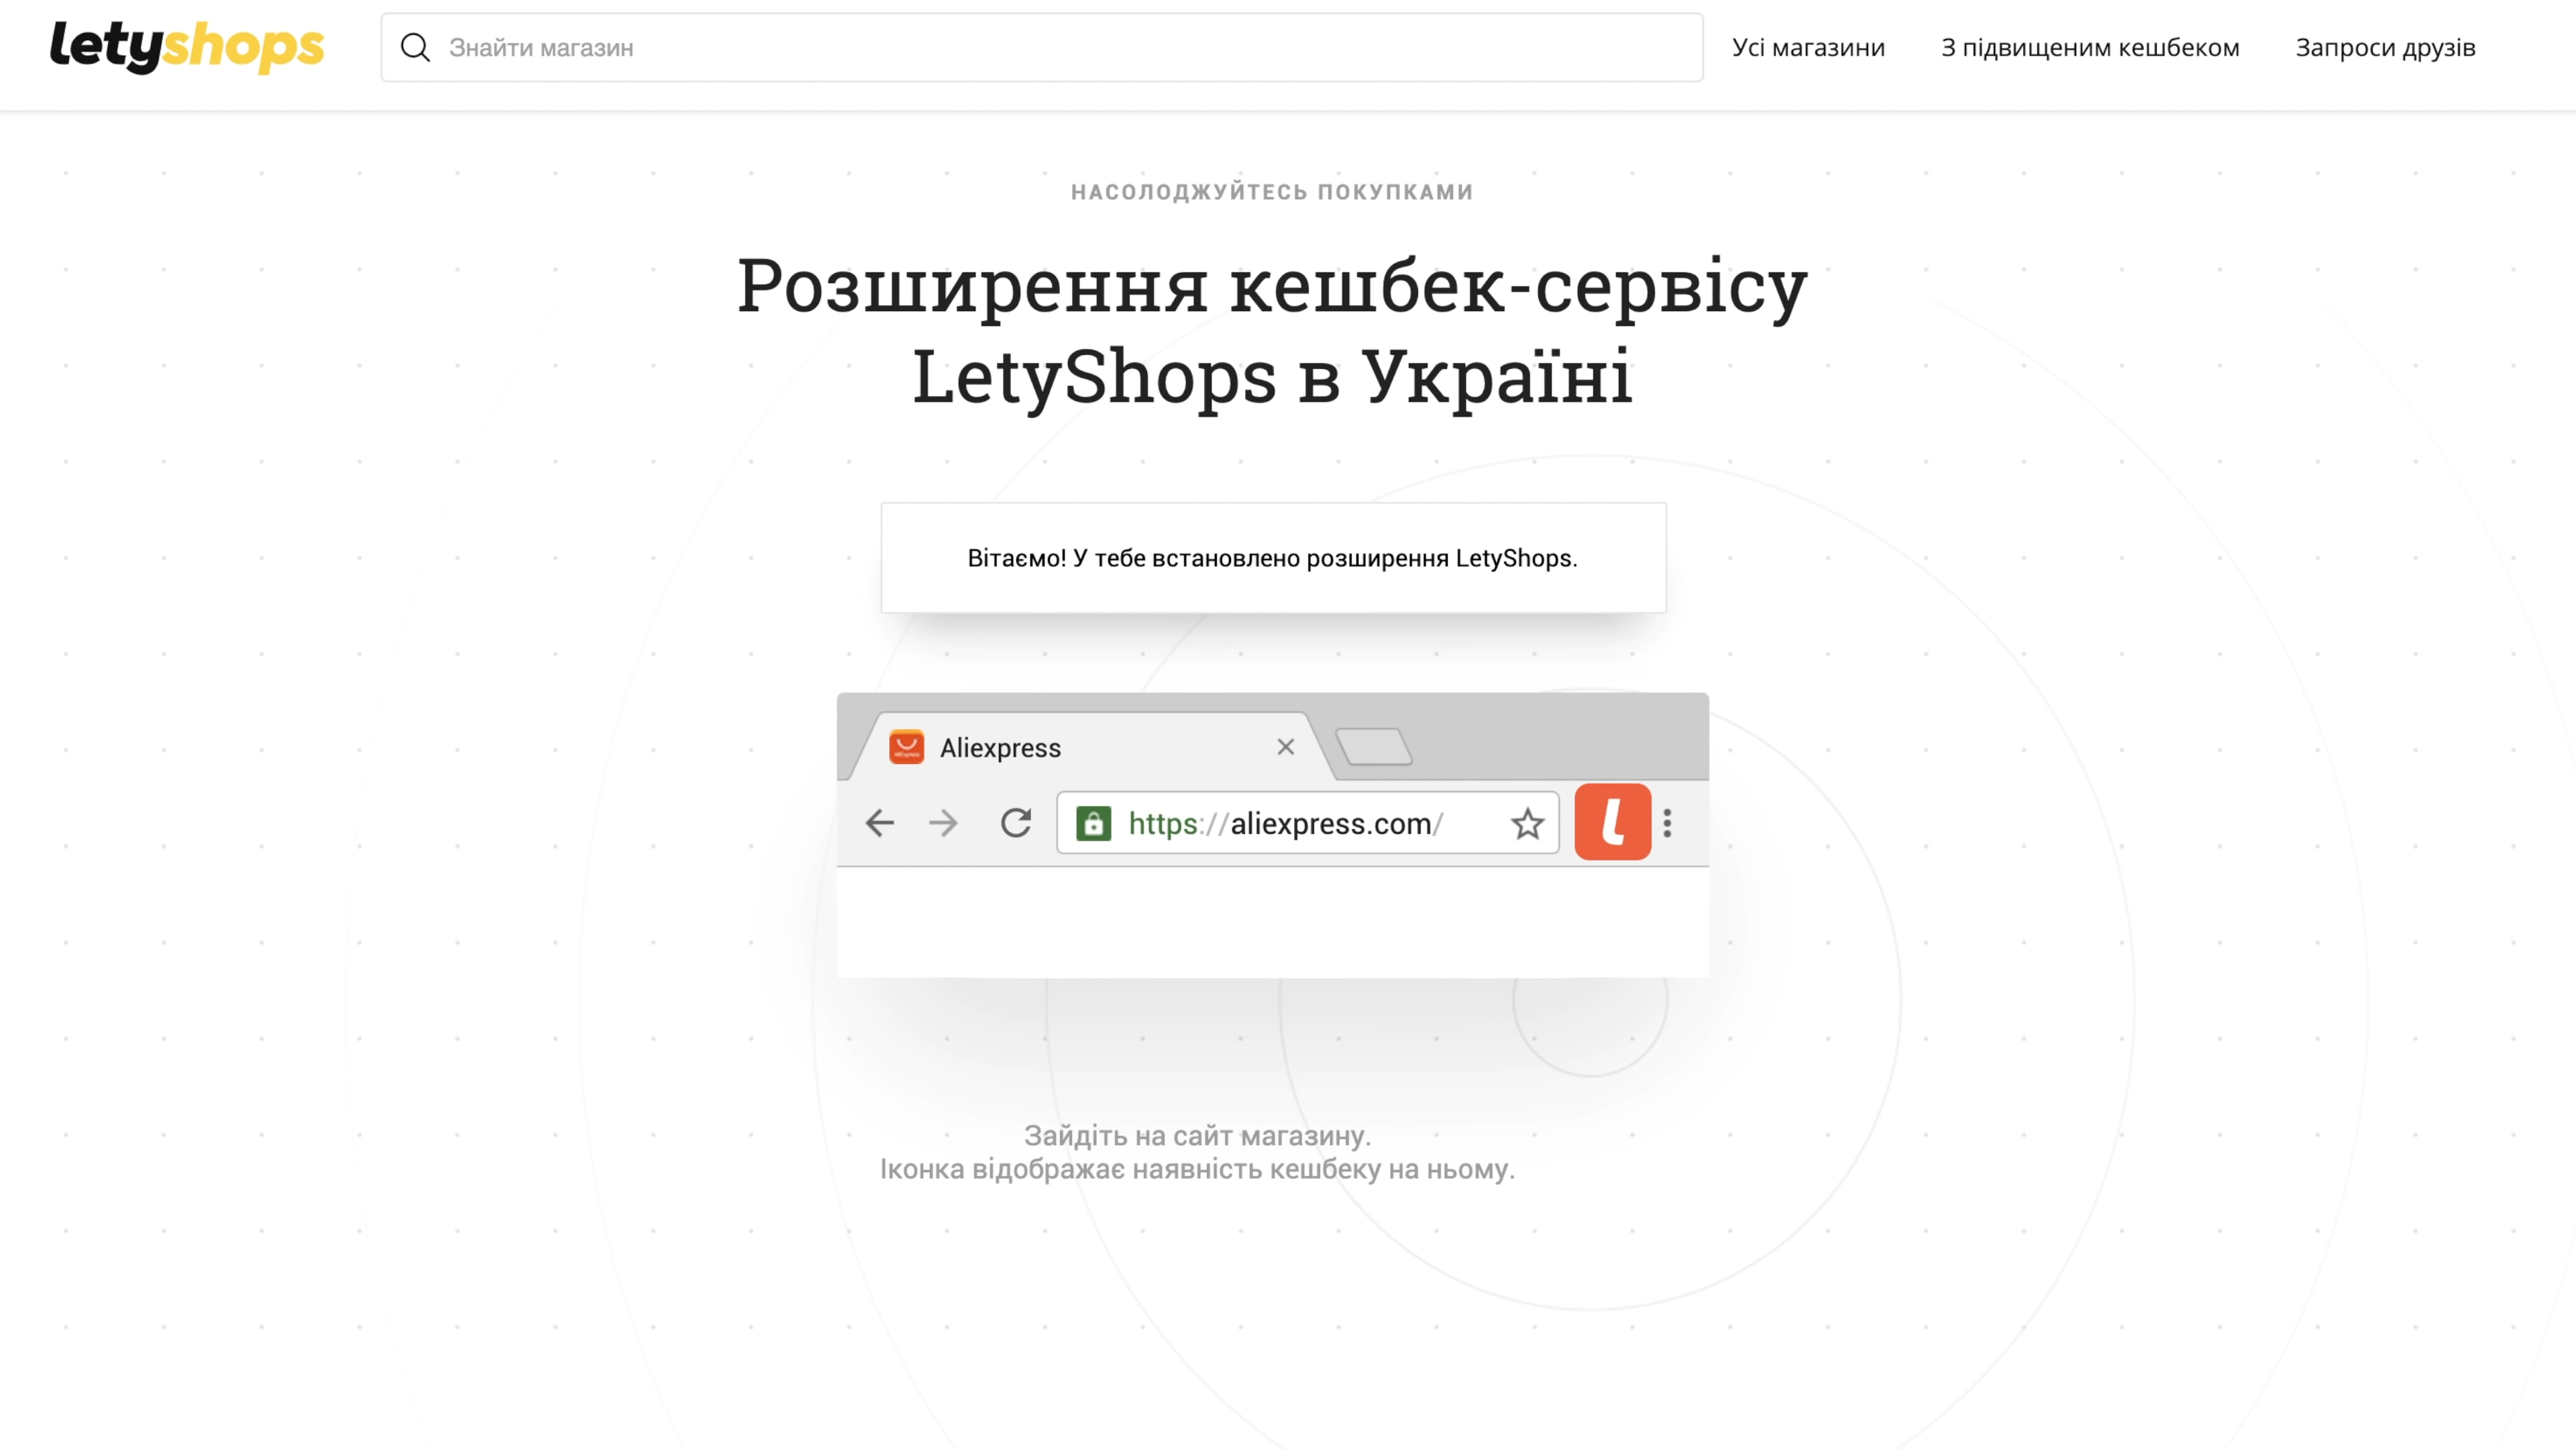 letyshops
Знайти магазин
Усі магазини
З підвищеним кешбеком
Запроси друзів
НАСОЛОДЖУЙТЕСЬ ПОКУПКАМИ
Розширення кешбек-сервісу
LetyShops в Україні
Вітаємо! У тебе встановлено розширення LetyShops.
Aliexpress
https://aliexpress.com/
Зайдіть на сайт магазину.
Іконка відображає наявність кешбеку на ньому.